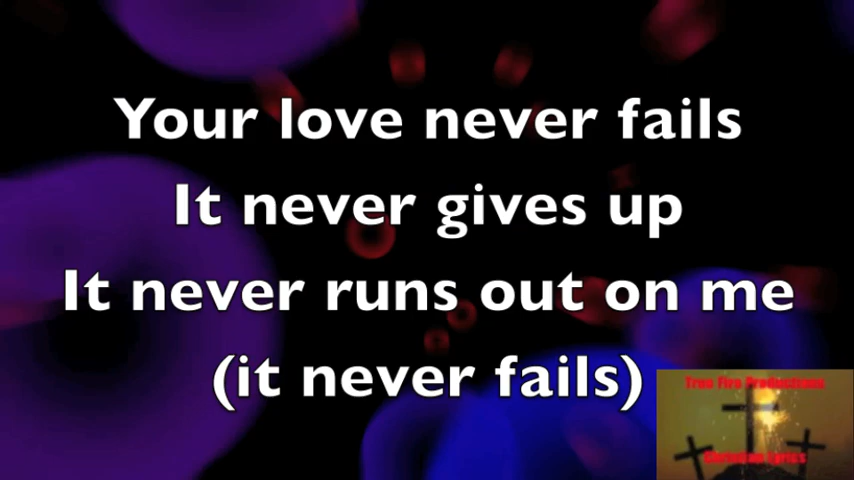 Your love never fails
It never gives up
It never runs out on me
(it never fails)
True Fire Productions
Christian Lyrics